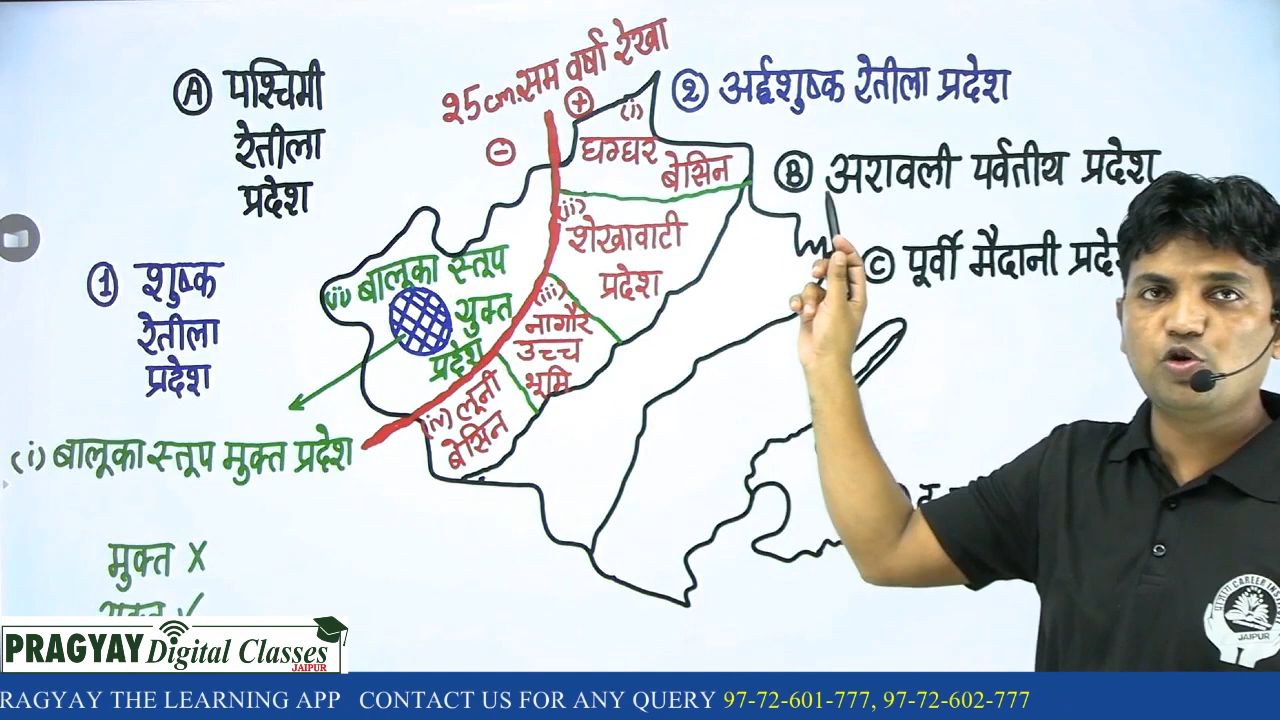 25 cm. सम वर्षा रेखा
Ⓐ पश्चिमी
रेतीला
प्रदेश
② अर्द्धशुष्क रेतीला प्रदेश
⊕
⊖
(i)
घग्घर
बेसिन
Ⓑ अरावली पर्वतीय प्रदेश
(ii)
शेखावाटी
प्रदेश
Ⓒ पूर्वी मैदानी
① शुष्क
रेतीला
प्रदेश
(ii) बालूका स्तूप
युक्त
प्रदेश
(iii)
नागौर
उच्च
भूमि
(iv) लूनी
बेसिन
(i) बालूका स्तूप मुक्त प्रदेश
मुक्त X
PRAGYAY Digital Classes
JAIPUR
CAREER
JAIPUR
RAGYAY THE LEARNING APP CONTACT US FOR ANY QUERY 97-72-601-777, 97-72-602-777